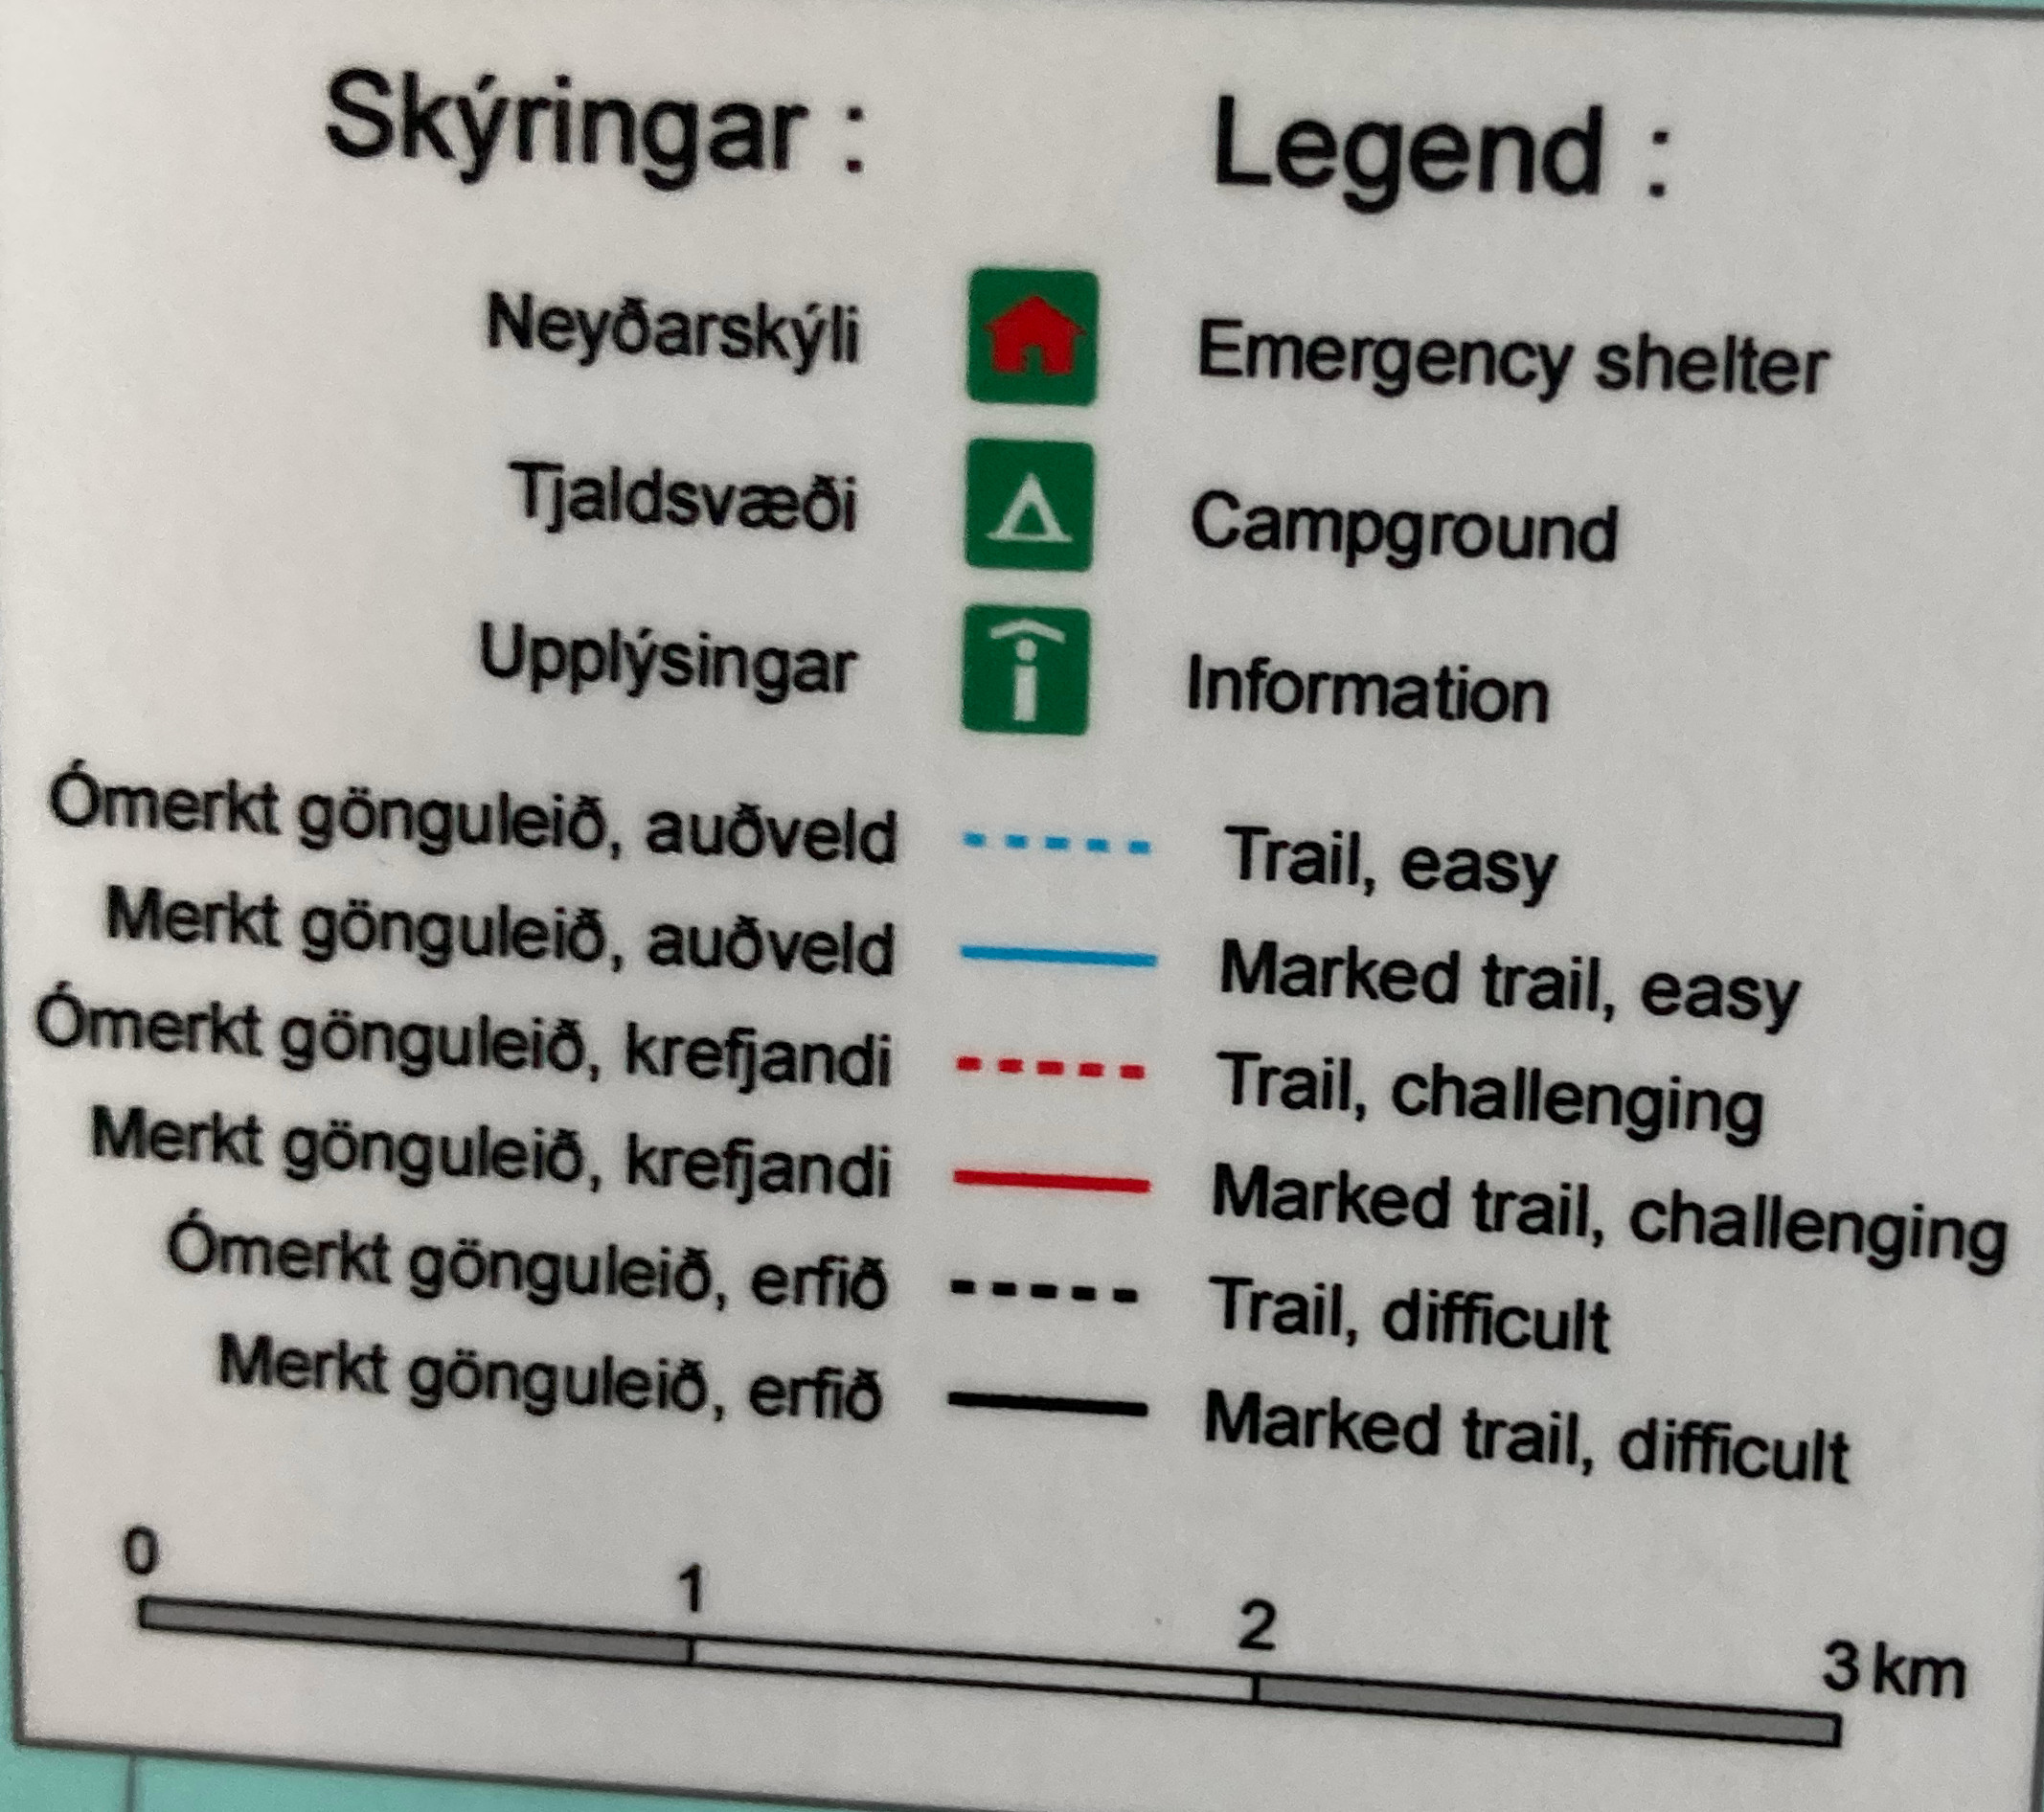 Skýringar : Legend :
Neyðarskýli Emergency shelter
Tjaldsvæði Campground
Upplýsingar Information
Ómerkt gönguleið, auðveld Trail, easy
Merkt gönguleið, auðveld Marked trail, easy
Ómerkt gönguleið, krefjandi Trail, challenging
Merkt gönguleið, krefjandi Marked trail, challenging
Ómerkt gönguleið, erfið Trail, difficult
Merkt gönguleið, erfið Marked trail, difficult
0 1 2 3 km